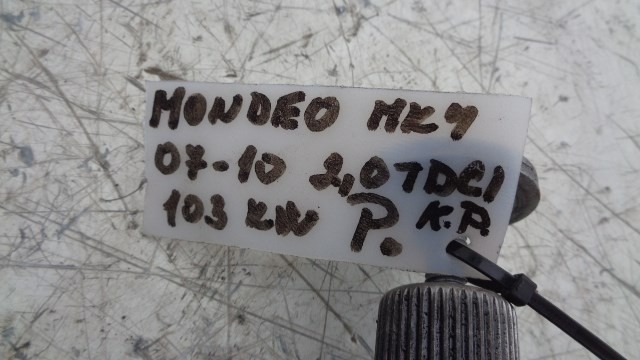 MONDEO MK4
07-10 2,0TDCI
103 KW P. K.P.